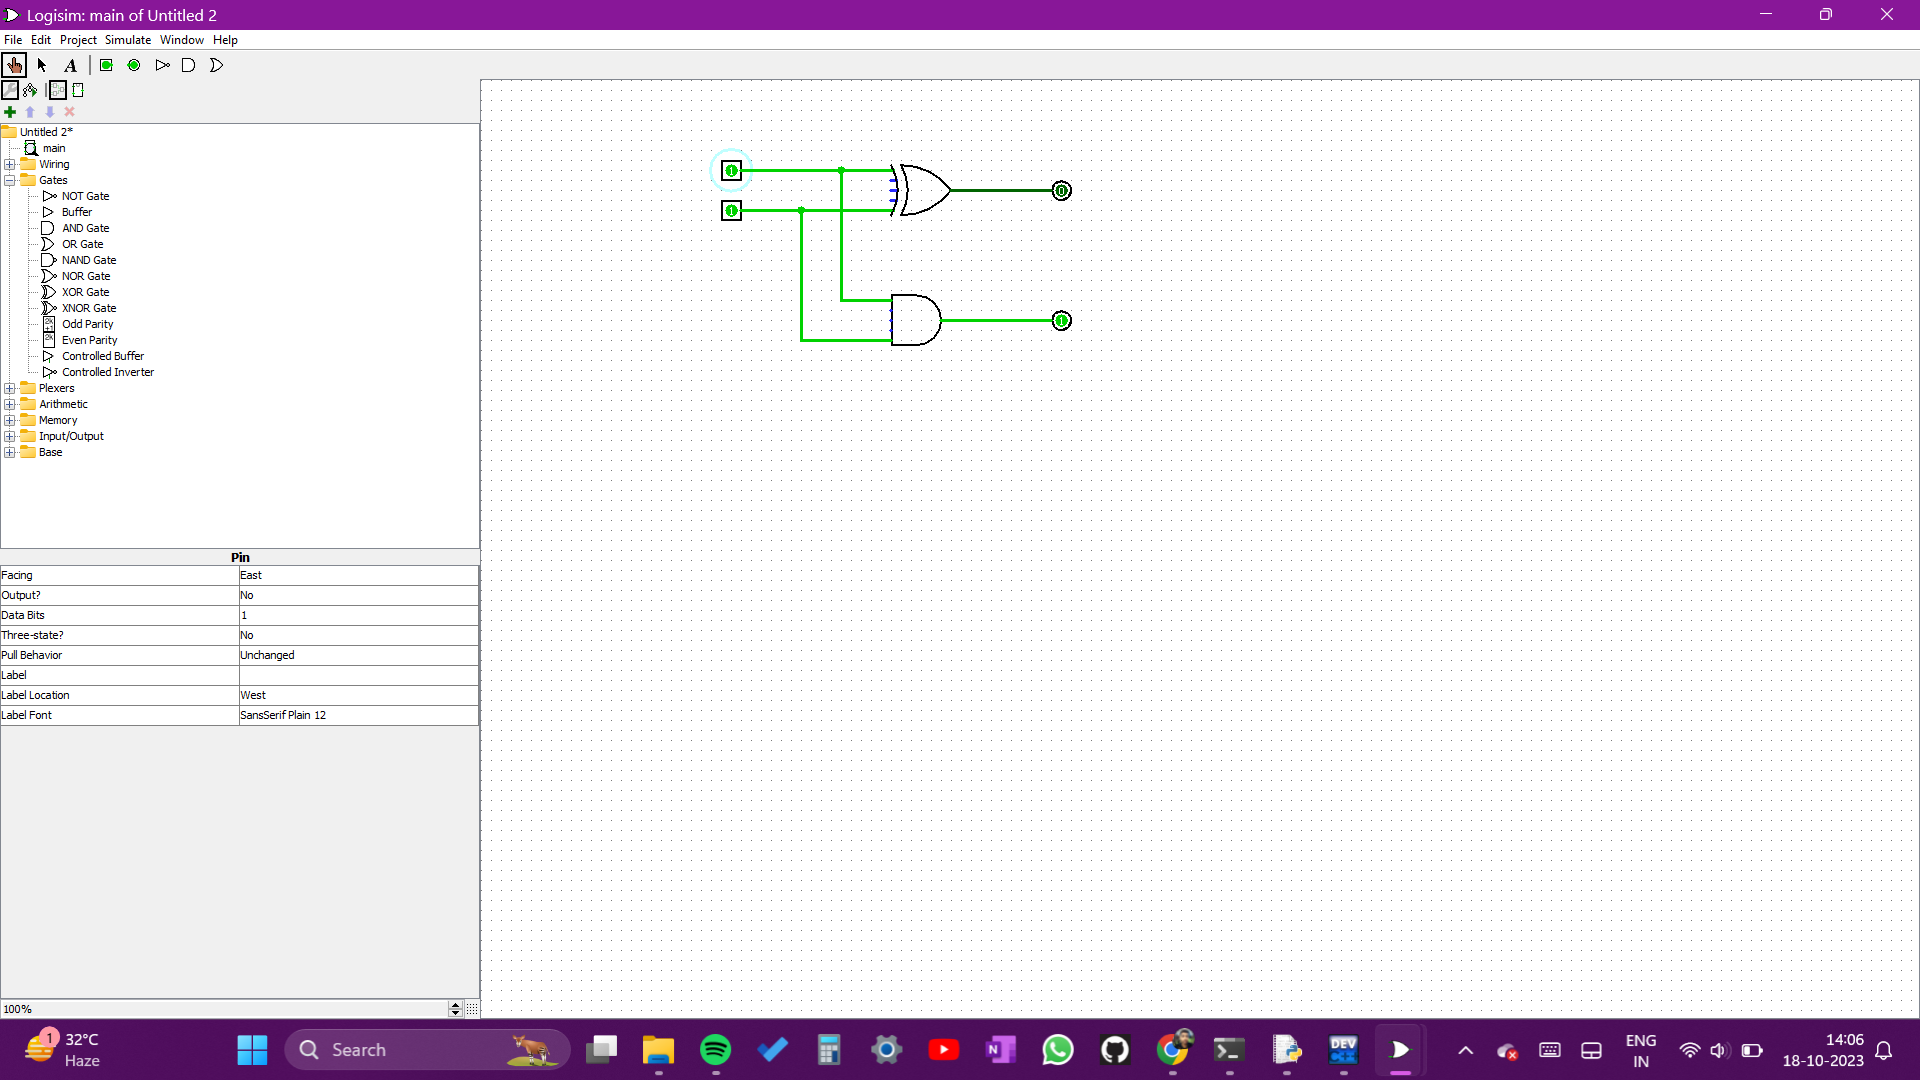 Logisim: main of Untitled 2
File Edit Project Simulate Window Help
A
Untitled 2*
main
Wiring
Gates
NOT Gate
Buffer
AND Gate
OR Gate
NAND Gate
NOR Gate
XOR Gate
XNOR Gate
Odd Parity
Even Parity
Controlled Buffer
Controlled Inverter
Plexers
Arithmetic
Memory
Input/Output
Base
1
1
0
1
Pin
Facing East
Output? No
Data Bits 1
Three-state? No
Pull Behavior Unchanged
Label
Label Location West
Label Font SansSerif Plain 12
100%
1
32°C
Haze
Search
N
DEV
C++
ENG
IN
14:06
18-10-2023